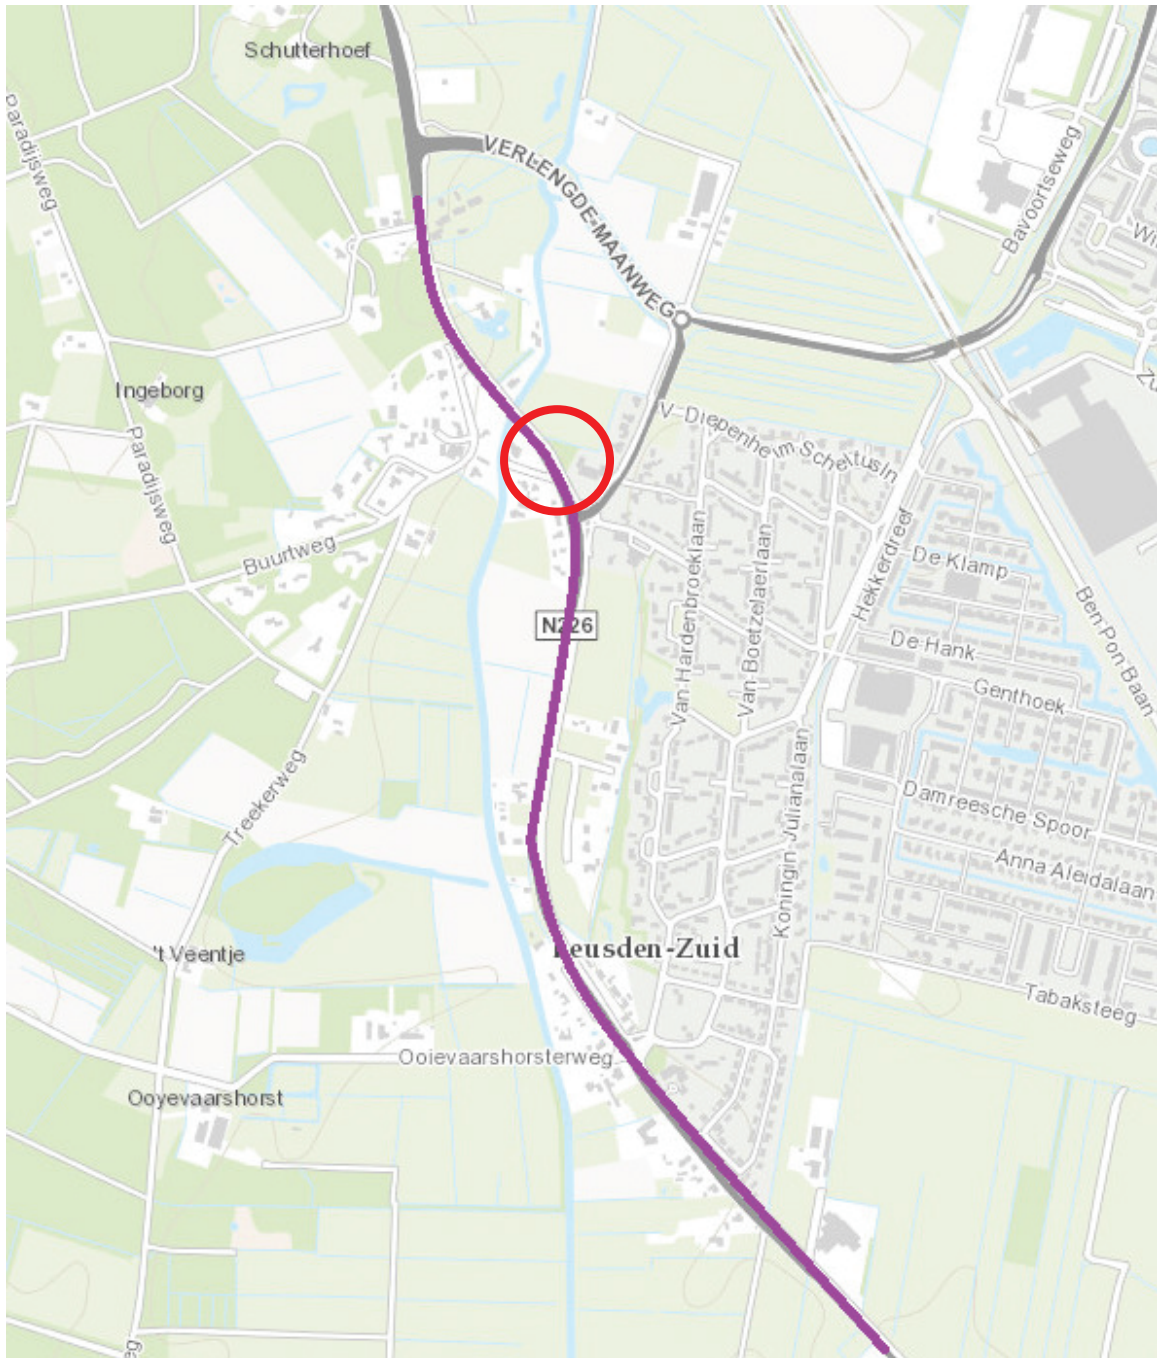 Schutterhoef
Paradijsweg
VERLENGDE-MAANWEG
Bavoortseweg
Ingeborg
Paradijsweg
V-Diepenheim Scheltusln
Buurtweg
Hekkerdreef
De Klamp
Ben Pon Baan
N226
Van Hardenbroeklaan
Van Boetzelaerlaan
De Hank
Genthoek
Treekerweg
Koningin Julianalaan
Damreesche Spoor
Anna Aleidalaan
't Veentje
Leusden-Zuid
Tabaksteeg
Ooievaarshorsterweg
Ooyevaarshorst